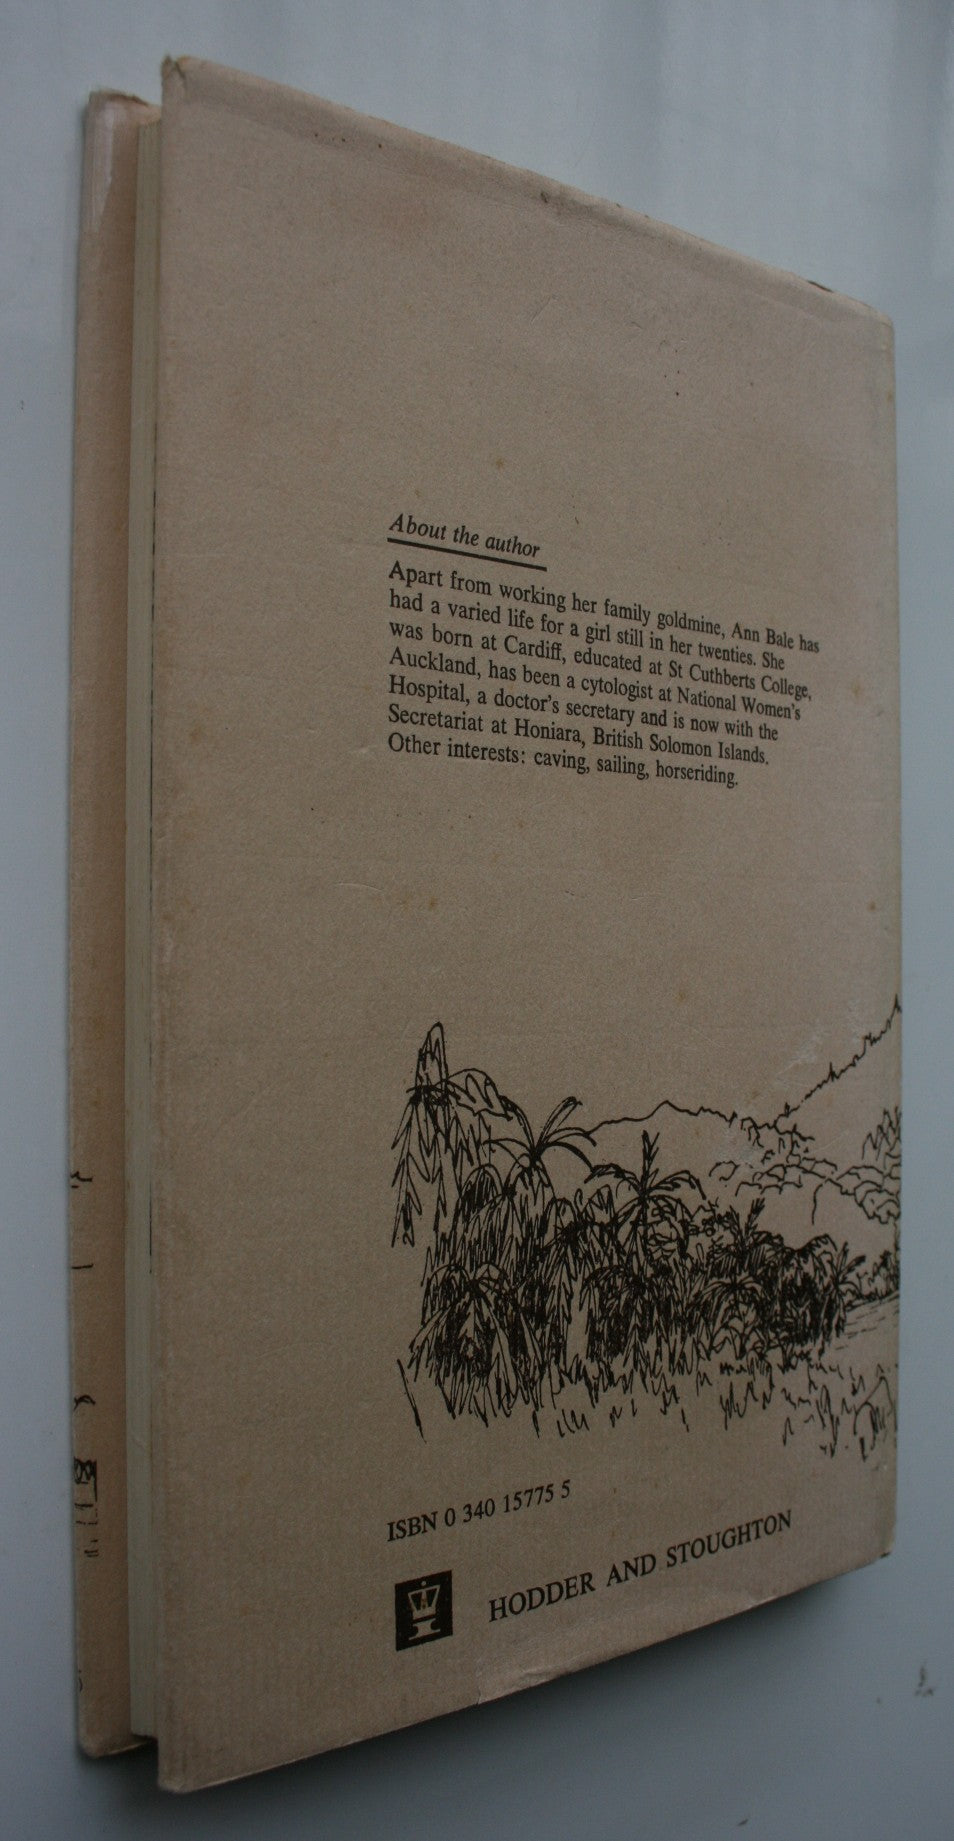 About the author
Apart from working her family goldmine, Ann Bale has
had a varied life for a girl still in her twenties. She
was born at Cardiff, educated at St Cuthberts College,
Auckland, has been a cytologist at National Women's
Hospital, a doctor's secretary and is now with the
Secretariat at Honiara, British Solomon Islands.
Other interests: caving, sailing, horseriding.
ISBN 0 340 15775 5
HODDER AND STOUGHTON